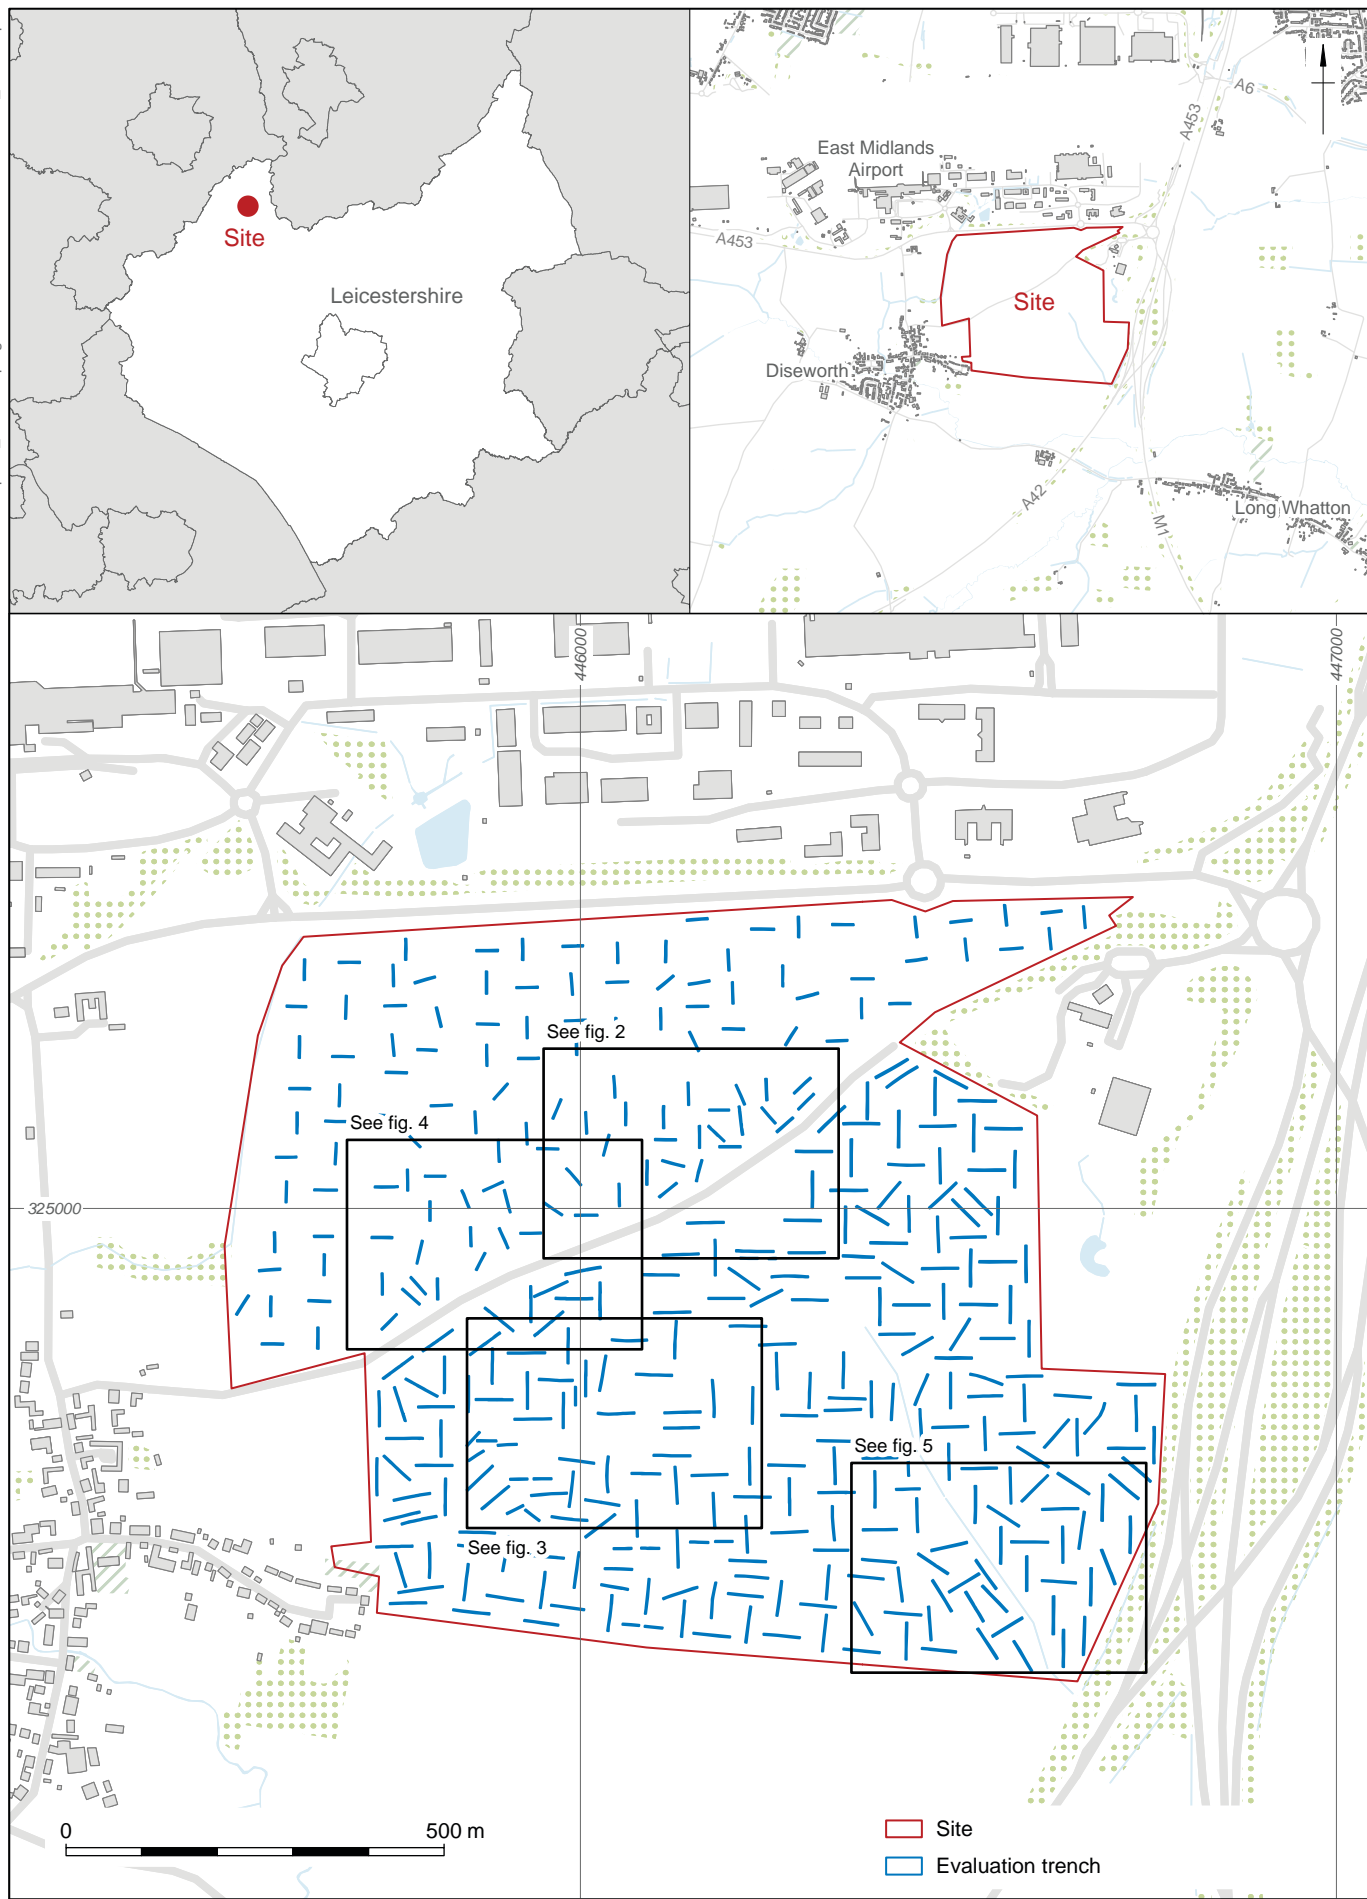 Site
Leicestershire
East Midlands
Airport
A453
A6
A453
Site
Diseworth
A42
M1
Long Whatton
446000
447000
See fig. 2
See fig. 4
325000
See fig. 5
See fig. 3
0
500 m
Site
Evaluation trench